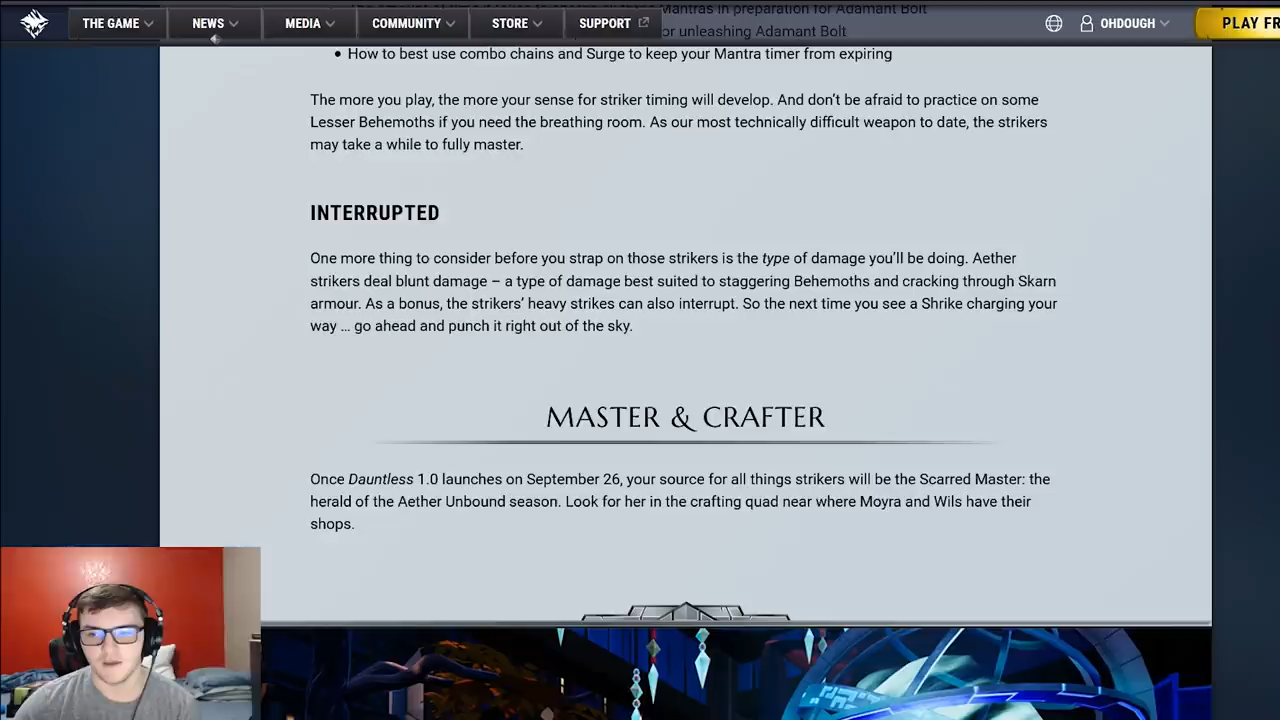 THE GAME NEWS MEDIA COMMUNITY STORE SUPPORT OHDOUGH PLAY FR
Mantras in preparation for Adamant Bolt
or unleashing Adamant Bolt
• How to best use combo chains and Surge to keep your Mantra timer from expiring
The more you play, the more your sense for striker timing will develop. And don’t be afraid to practice on some
Lesser Behemoths if you need the breathing room. As our most technically difficult weapon to date, the strikers
may take a while to fully master.
INTERRUPTED
One more thing to consider before you strap on those strikers is the type of damage you’ll be doing. Aether
strikers deal blunt damage – a type of damage best suited to staggering Behemoths and cracking through Skarn
armour. As a bonus, the strikers’ heavy strikes can also interrupt. So the next time you see a Shrike charging your
way … go ahead and punch it right out of the sky.
MASTER & CRAFTER
Once Dauntless 1.0 launches on September 26, your source for all things strikers will be the Scarred Master: the
herald of the Aether Unbound season. Look for her in the crafting quad near where Moyra and Wils have their
shops.